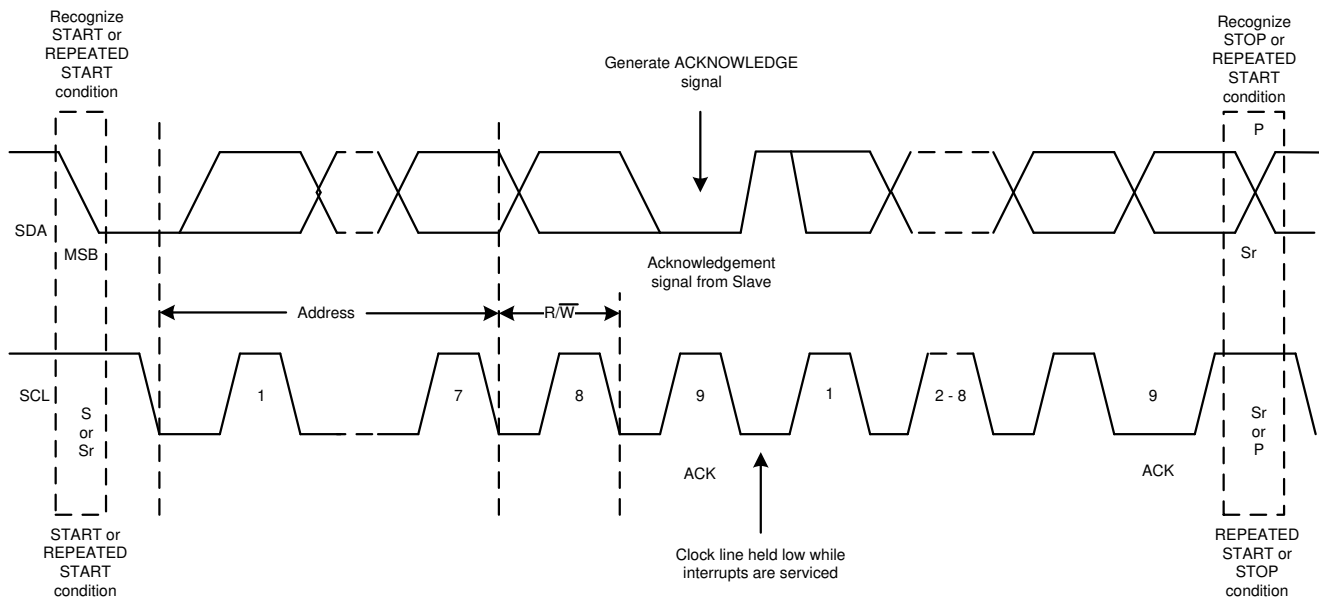 Recognize
START or
REPEATED
START
condition
Recognize
STOP or
REPEATED
START
condition
Generate ACKNOWLEDGE
signal
P
SDA
MSB
Acknowledgement
signal from Slave
Sr
Address
R/W̅
SCL
S
or
Sr
1
7
8
9
1
2 - 8
9
Sr
or
P
ACK
ACK
START or
REPEATED
START
condition
Clock line held low while
interrupts are serviced
REPEATED
START or
STOP
condition